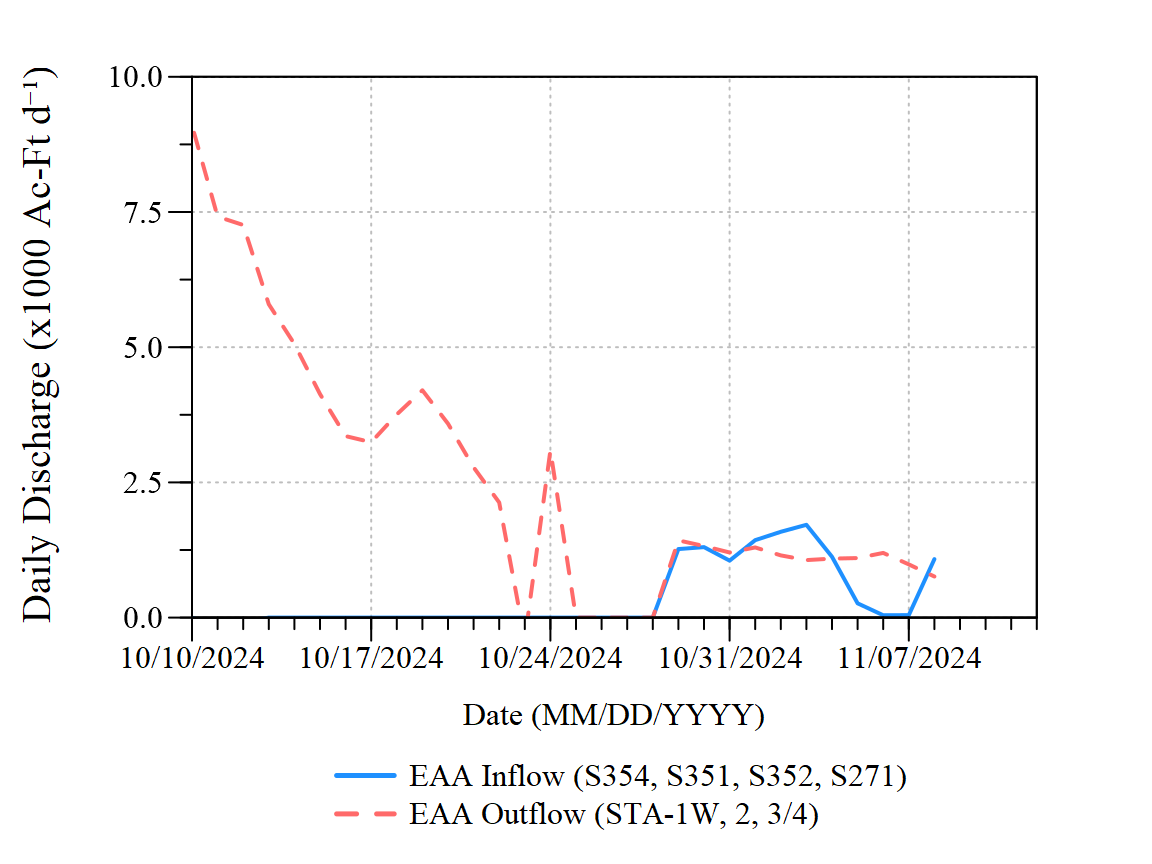 Daily Discharge (x1000 Ac-Ft d⁻¹)
10.0
7.5
5.0
2.5
0.0
10/10/2024 10/17/2024 10/24/2024 10/31/2024 11/07/2024
Date (MM/DD/YYYY)
EAA Inflow (S354, S351, S352, S271)
EAA Outflow (STA-1W, 2, 3/4)